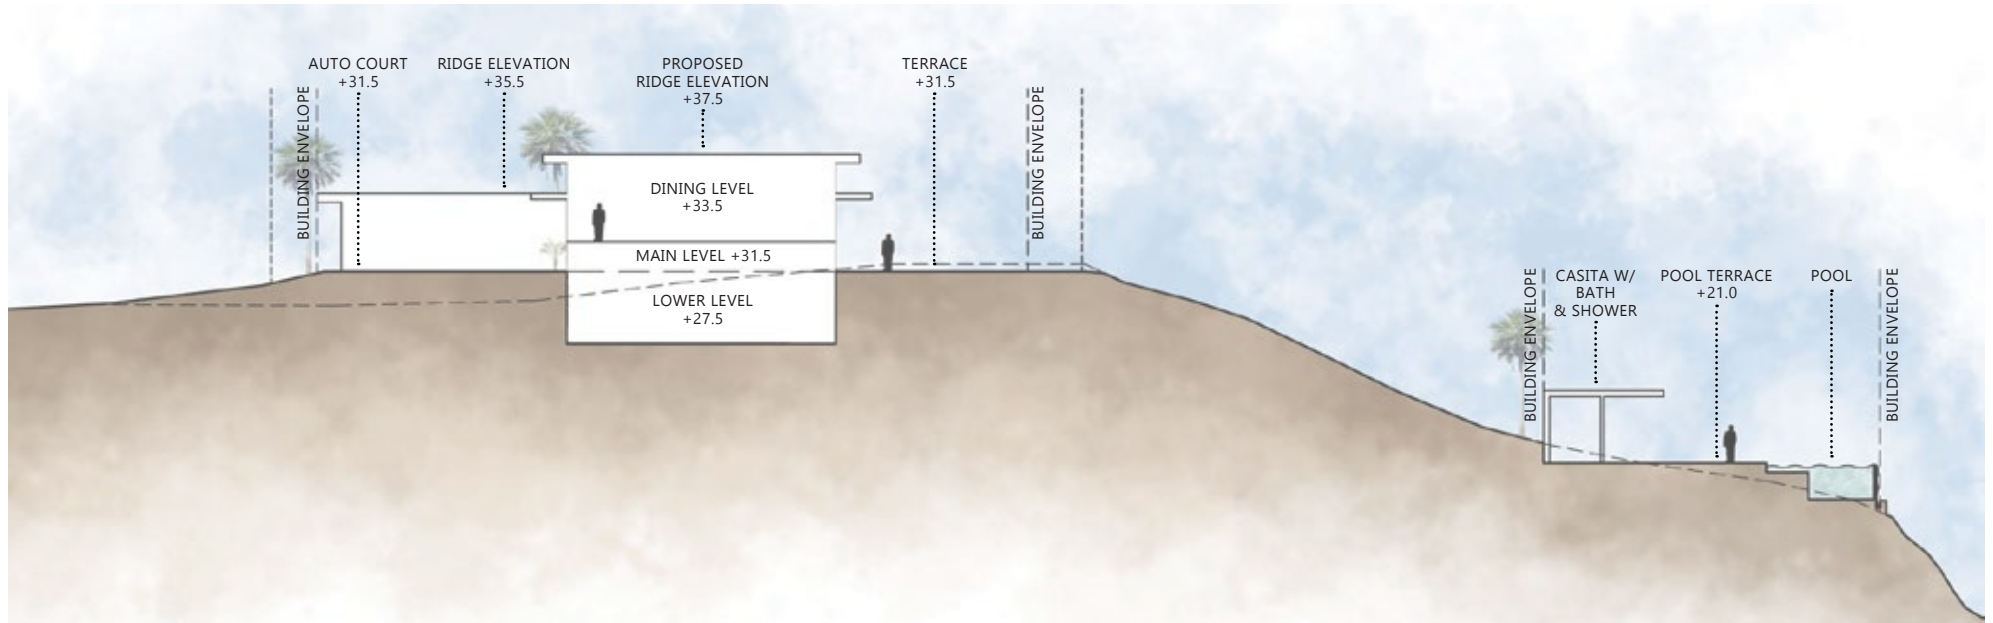 AUTO COURT
+31.5
RIDGE ELEVATION
+35.5
PROPOSED
RIDGE ELEVATION
+37.5
TERRACE
+31.5
BUILDING ENVELOPE
BUILDING ENVELOPE
DINING LEVEL
+33.5
MAIN LEVEL +31.5
LOWER LEVEL
+27.5
BUILDING ENVELOPE
CASITA W/
BATH
& SHOWER
POOL TERRACE
+21.0
POOL
BUILDING ENVELOPE